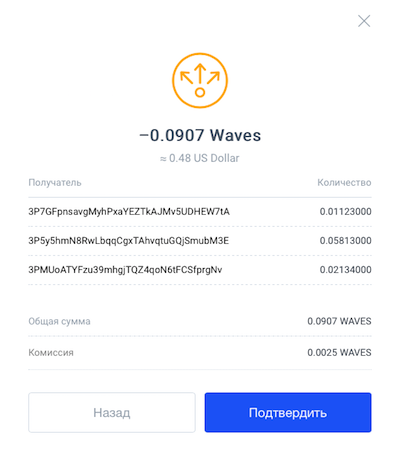 −0.0907 Waves
≈ 0.48 US Dollar
Получатель Количество
3P7GFpnsavgMyhPxaYEZTkAJMv5UDHEW7tA 0.01123000
3P5y5hmN8RwLbqqCgxTAhvqtuGQjSmubM3E 0.05813000
3PMUoATYFzu39mhgjTQZ4qoN6tFCSfprgNv 0.02134000
Общая сумма 0.0907 WAVES
Комиссия 0.0025 WAVES
Назад Подтвердить